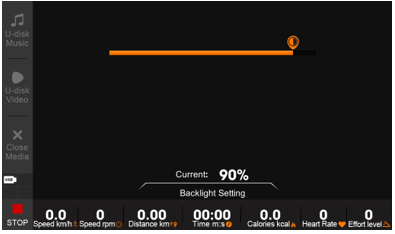 U-disk
Music
U-disk
Video
Close
Media
USB
Current: 90%
Backlight Setting
STOP
0.0 0 0.00 00:00 0.0 0 0
Speed km/h Speed rpm Distance km Time m:s Calories kcal Heart Rate Effort level